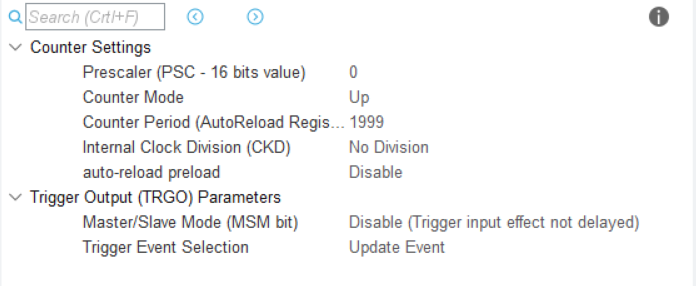 Search (Crtl+F)
Counter Settings
Prescaler (PSC - 16 bits value) 0
Counter Mode Up
Counter Period (AutoReload Regis... 1999
Internal Clock Division (CKD) No Division
auto-reload preload Disable
Trigger Output (TRGO) Parameters
Master/Slave Mode (MSM bit) Disable (Trigger input effect not delayed)
Trigger Event Selection Update Event